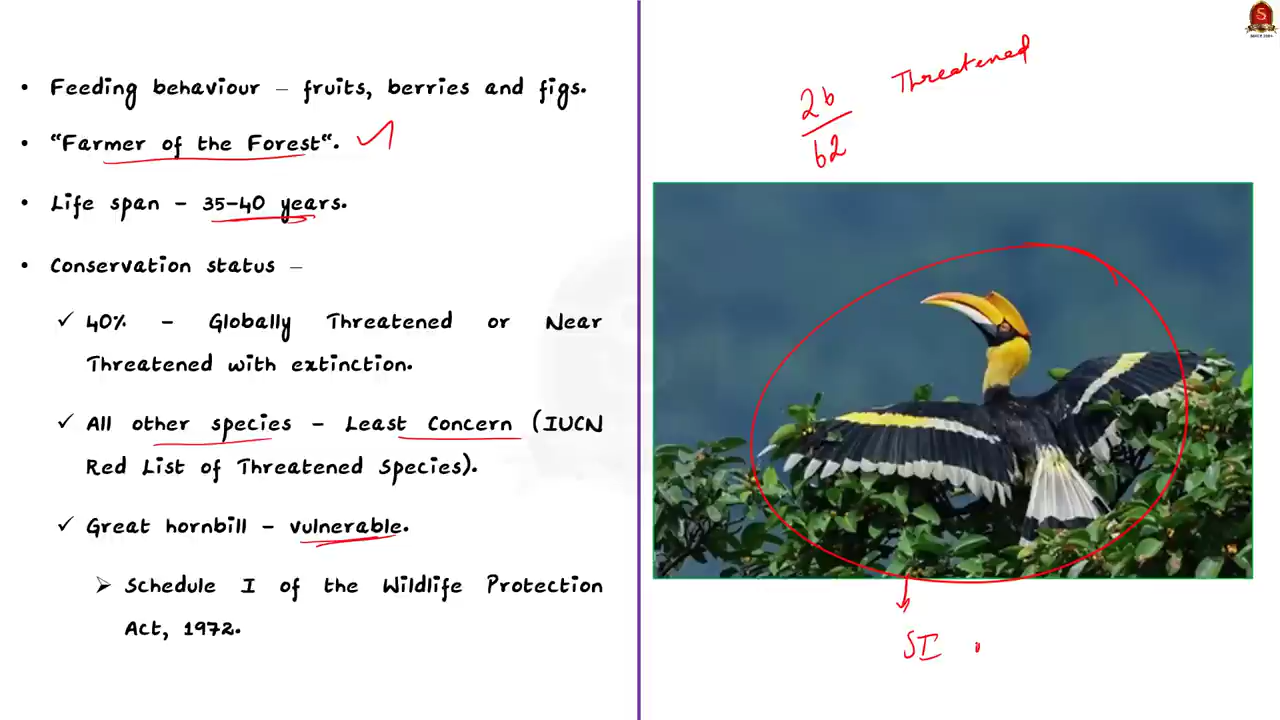 • Feeding behaviour – fruits, berries and figs.
• "Farmer of the Forest".
• Life span – 35–40 years.
• Conservation status –
✓ 40% – Globally Threatened or Near
Threatened with extinction.
✓ All other species – Least Concern (IUCN
Red List of Threatened Species).
✓ Great hornbill – vulnerable.
➢ Schedule I of the Wildlife Protection
Act, 1972.
Threatened
26
62
SI